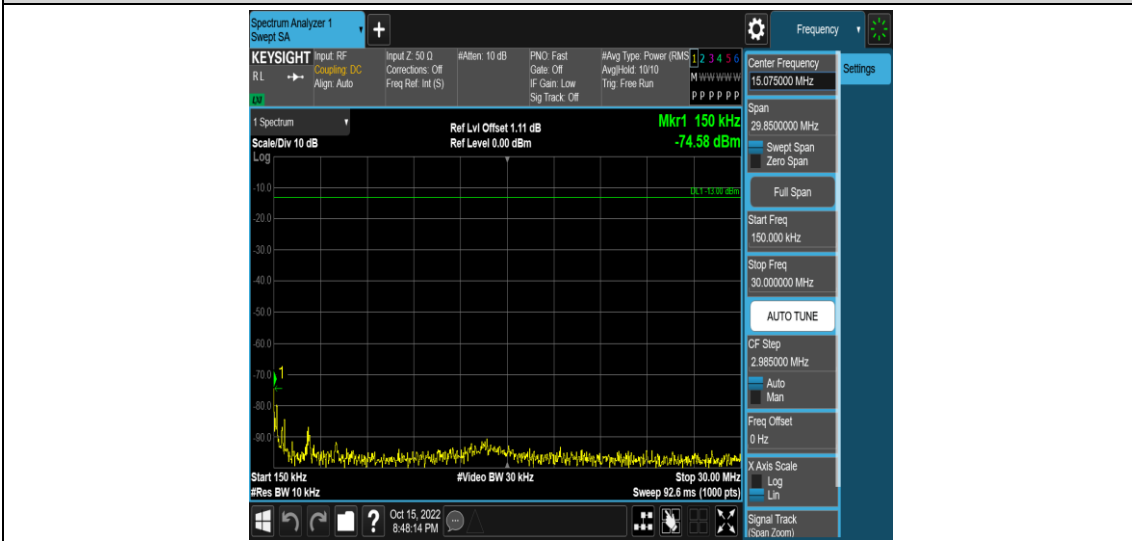 Spectrum Analyzer 1
Swept SA
+
Frequency
KEYSIGHT
RL
LNI
Input: RF
Coupling: DC
Align: Auto
Input Z: 50 Ω
Corrections: Off
Freq Ref: Int (S)
#Atten: 10 dB
PNO: Fast
Gate: Off
IF Gain: Low
Sig Track: Off
#Avg Type: Power (RMS
Avg|Hold: 10/10
Trig: Free Run
1 2 3 4 5 6
M W W W W W
P P P P P P
1 Spectrum
Scale/Div 10 dB
Log
Ref Lvl Offset 1.11 dB
Ref Level 0.00 dBm
Mkr1 150 kHz
-74.58 dBm
DL1 -13.00 dBm
-10.0
-20.0
-30.0
-40.0
-50.0
-60.0
-70.0
1
-80.0
-90.0
Start 150 kHz
#Res BW 10 kHz
#Video BW 30 kHz
Stop 30.00 MHz
Sweep 92.6 ms (1000 pts)
Center Frequency
15.075000 MHz
Settings
Span
29.8500000 MHz
Swept Span
Zero Span
Full Span
Start Freq
150.000 kHz
Stop Freq
30.000000 MHz
AUTO TUNE
CF Step
2.985000 MHz
Auto
Man
Freq Offset
0 Hz
X Axis Scale
Log
Lin
Signal Track
(Span Zoom)
?
Oct 15, 2022
8:48:14 PM